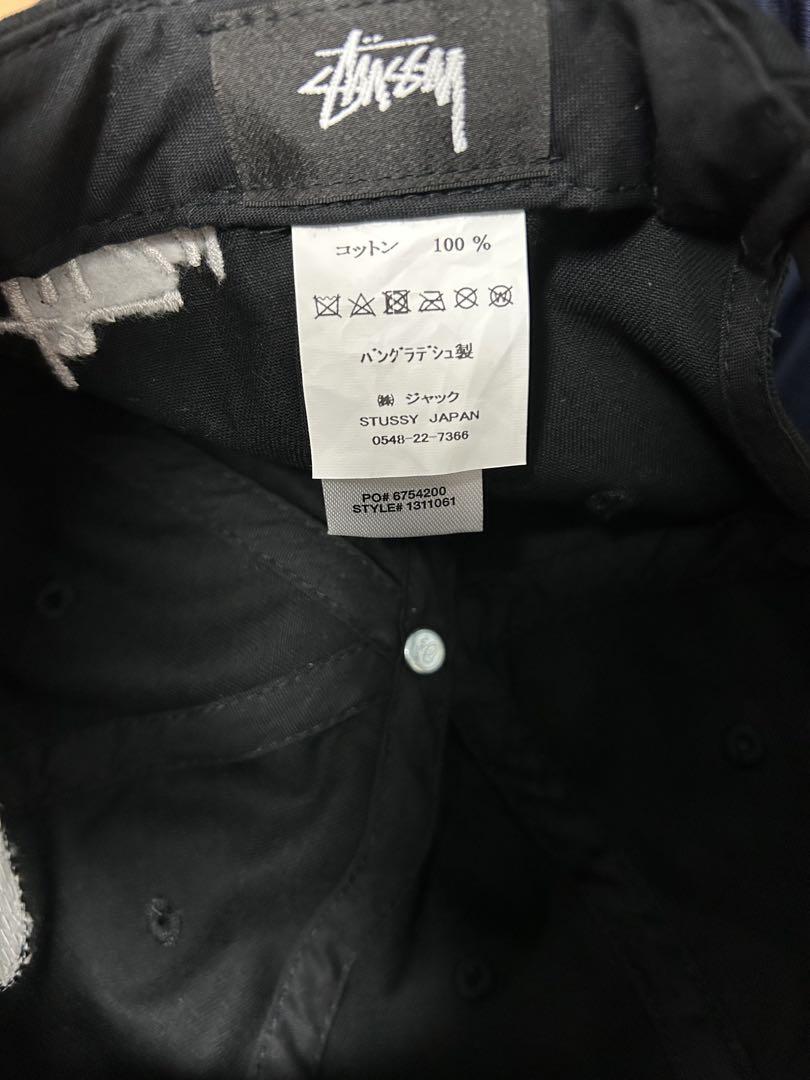 Stüssy
コットン 100 %
バングラデシュ製
㈱ ジャック
STUSSY JAPAN
0548-22-7366
PO# 6754200
STYLE# 1311061